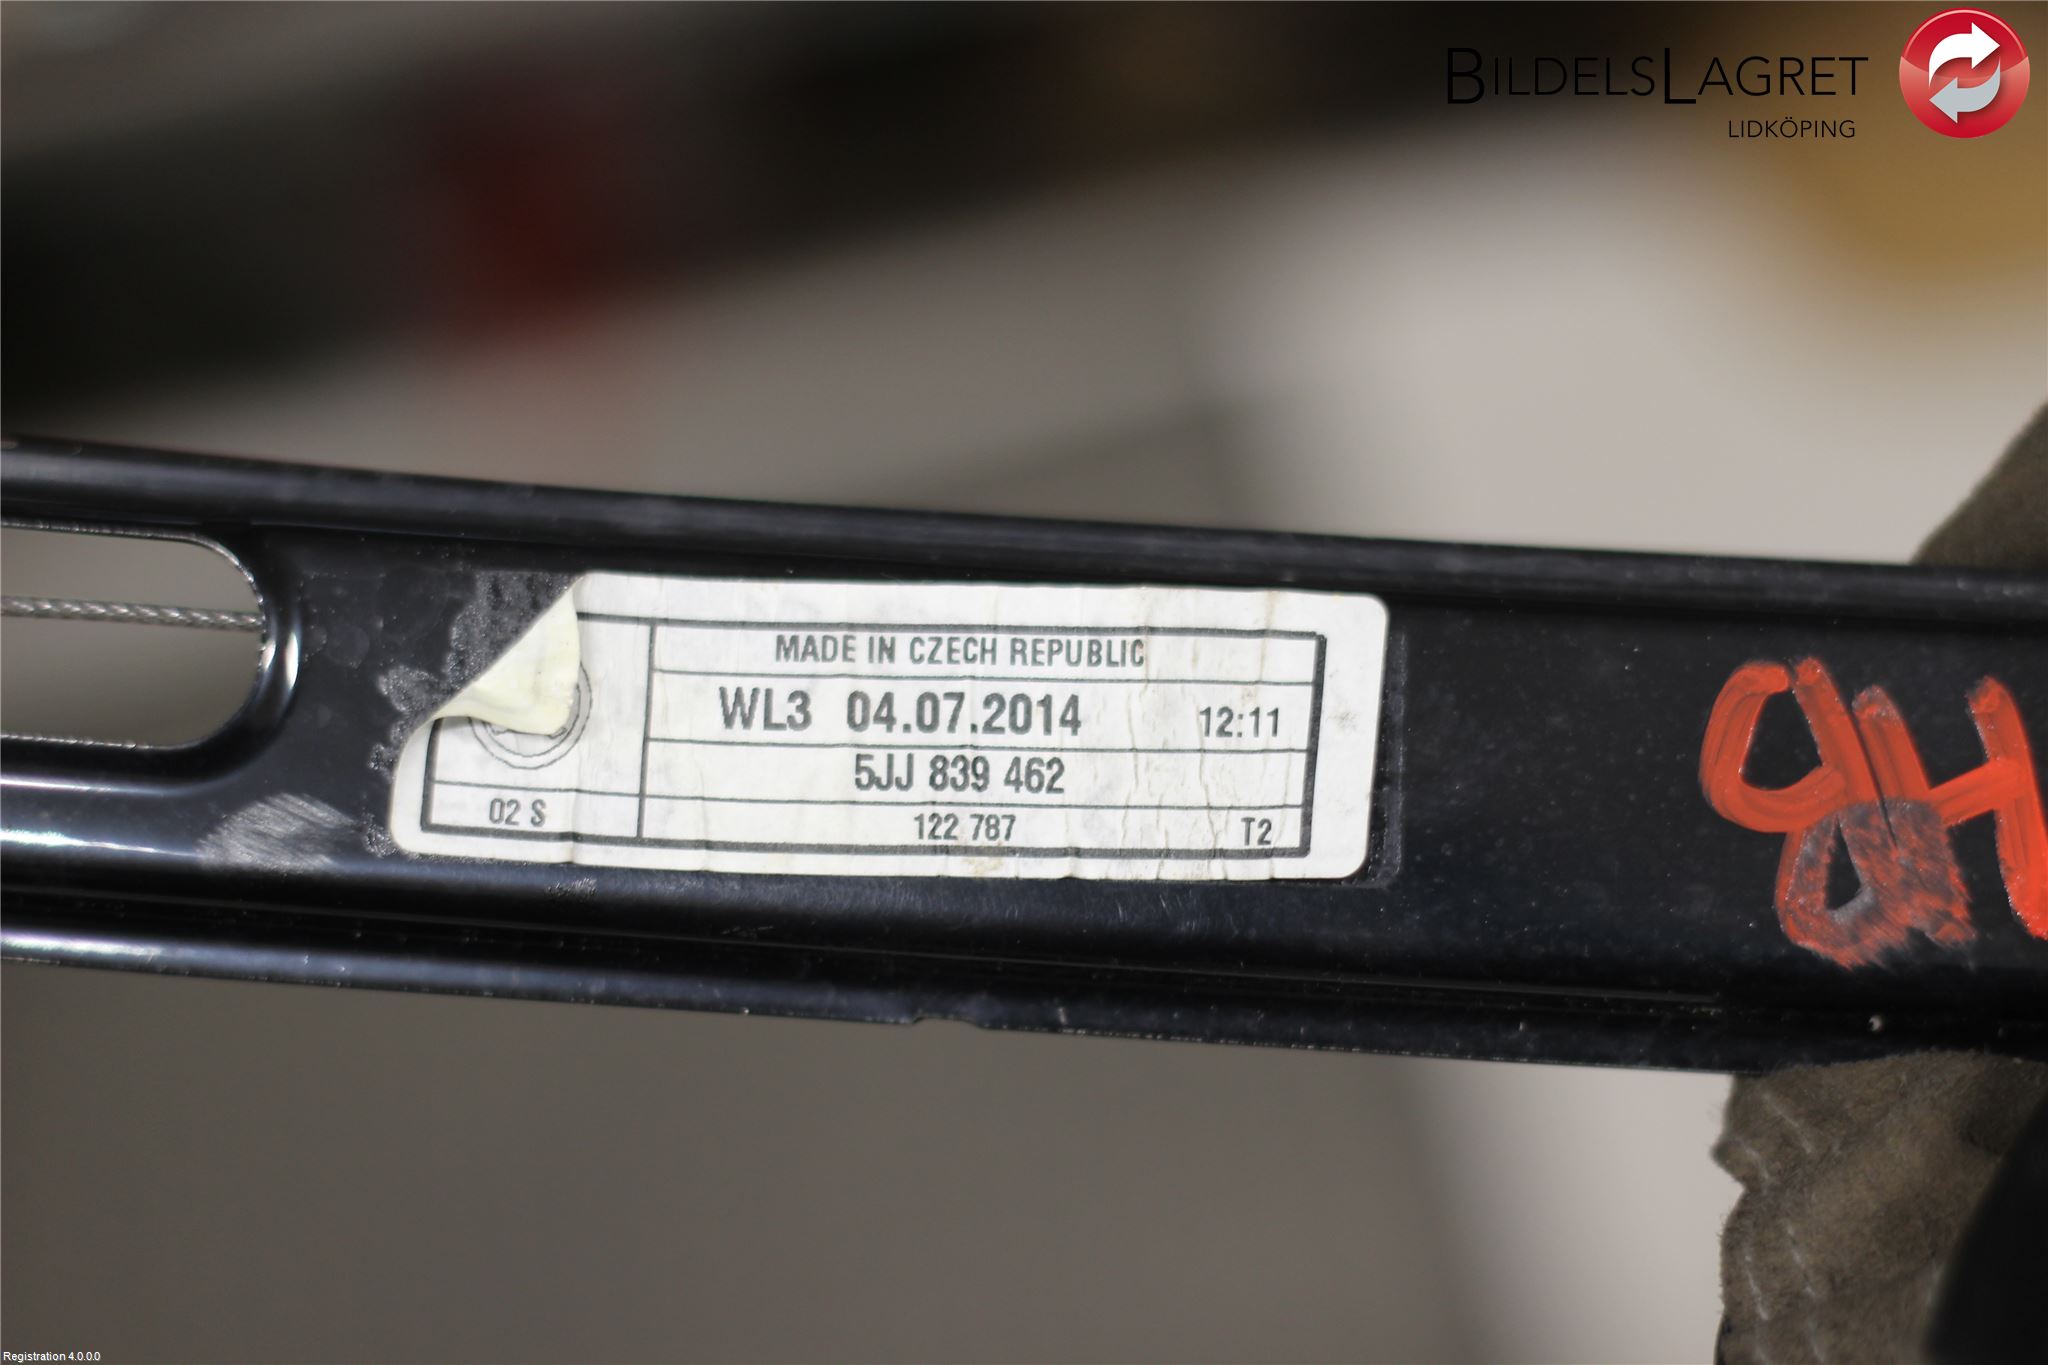 BILDELSLAGRET
LIDKÖPING
MADE IN CZECH REPUBLIC
WL3 04.07.2014 12:11
5JJ 839 462
02 S 122 787 T2
Registration 4.0.0.0